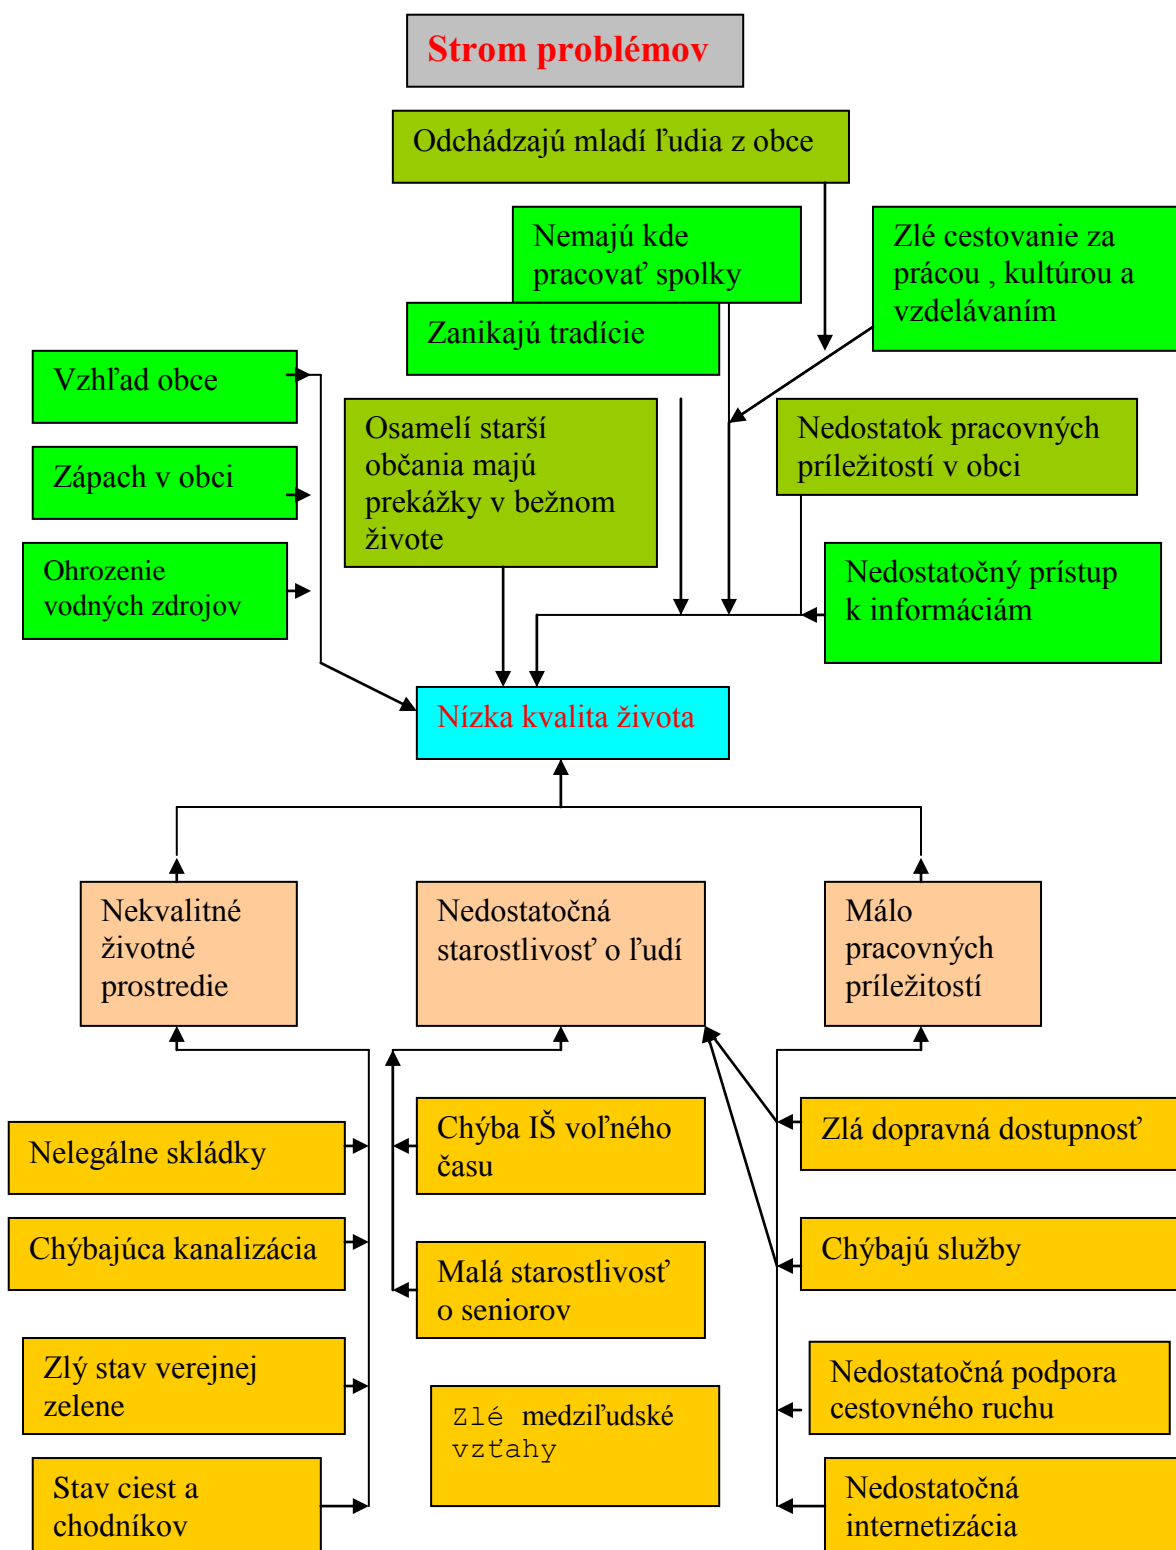 Strom problémov
Odchádzajú mladí ľudia z obce
Nemajú kde
pracovať spolky
Zlé cestovanie za
prácou , kultúrou a
vzdelávaním
Zanikajú tradície
Vzhľad obce
Osamelí starší
občania majú
prekážky v bežnom
živote
Nedostatok pracovných
príležitostí v obci
Zápach v obci
Ohrozenie
vodných zdrojov
Nedostatočný prístup
k informáciám
Nízka kvalita života
Nekvalitné
životné
prostredie
Nedostatočná
starostlivosť o ľudí
Málo
pracovných
príležitostí
Nelegálne skládky
Chýba IŠ voľného
času
Zlá dopravná dostupnosť
Chýbajúca kanalizácia
Malá starostlivosť
o seniorov
Chýbajú služby
Zlý stav verejnej
zelene
Zlé medziľudské
vzťahy
Nedostatočná podpora
cestovného ruchu
Stav ciest a
chodníkov
Nedostatočná
internetizácia